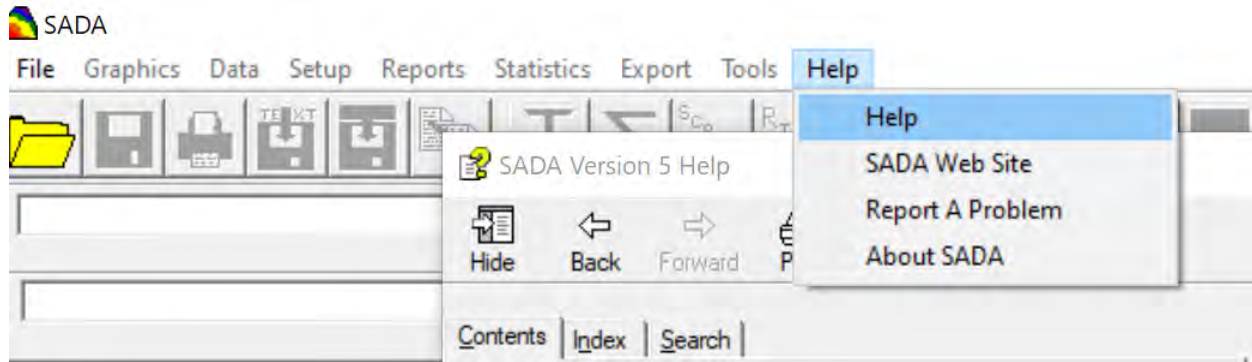 SADA
File Graphics Data Setup Reports Statistics Export Tools Help
TEXT
Help
SADA Version 5 Help
SADA Web Site
Report A Problem
Hide Back Forward
About SADA
Contents Index Search